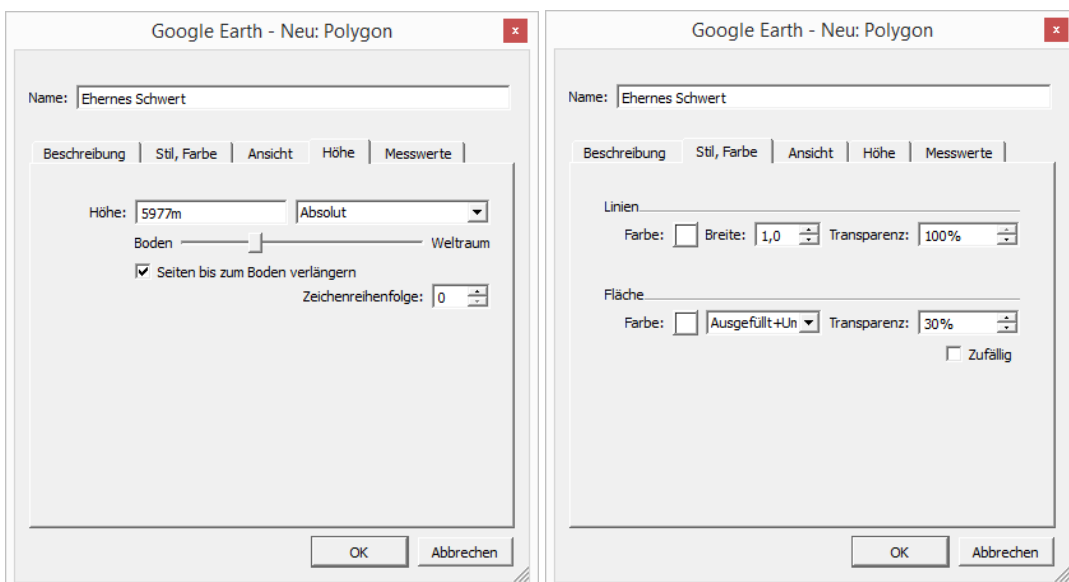 Google Earth - Neu: Polygon
x
Name: Ehernes Schwert
Beschreibung Stil, Farbe Ansicht Höhe Messwerte
Höhe: 5977m Absolut
Boden Weltraum
Seiten bis zum Boden verlängern
Zeichenreihenfolge: 0
OK Abbrechen
Google Earth - Neu: Polygon
x
Name: Ehernes Schwert
Beschreibung Stil, Farbe Ansicht Höhe Messwerte
Linien
Farbe: Breite: 1,0 Transparenz: 100%
Fläche
Farbe: Ausgefüllt+Un Transparenz: 30%
Zufällig
OK Abbrechen